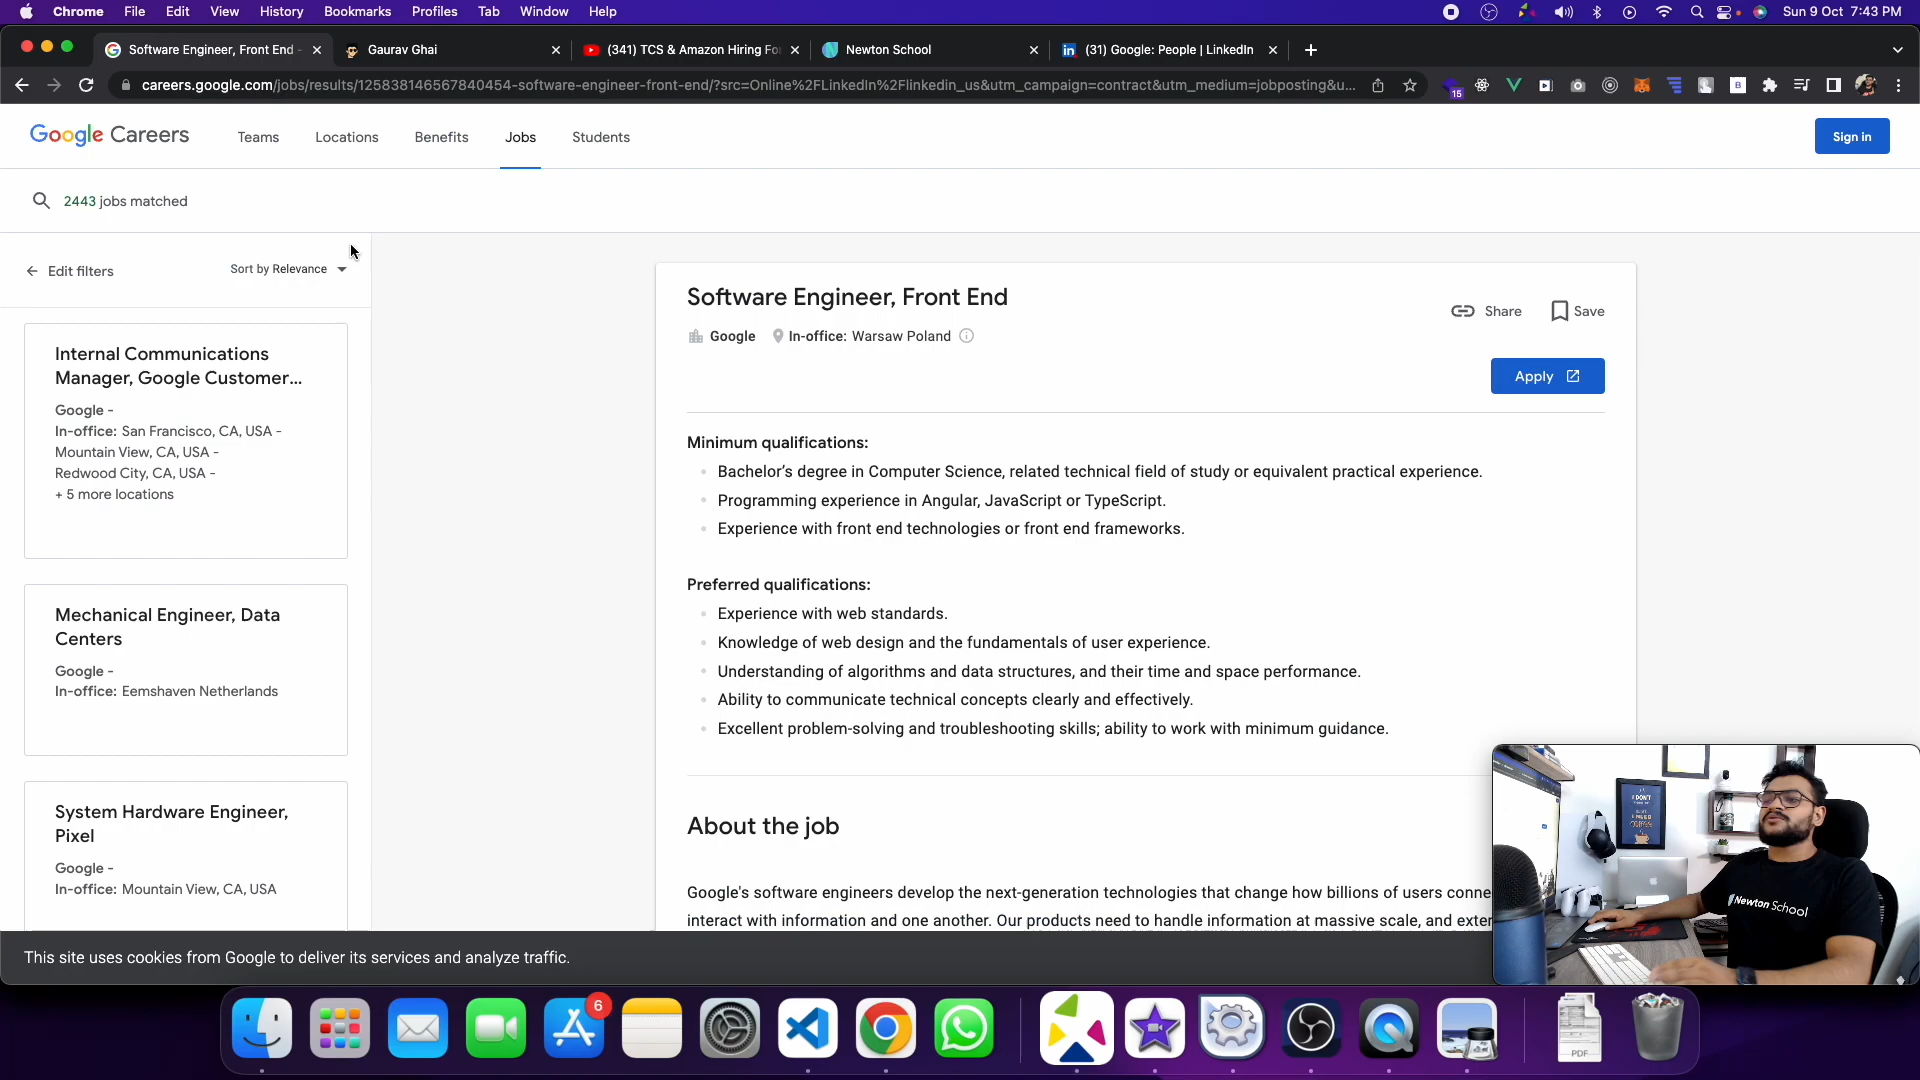 Chrome File Edit View History Bookmarks Profiles Tab Window Help Sun 9 Oct 7:43 PM
Software Engineer, Front End - Gaurav Ghai (341) TCS & Amazon Hiring Fo Newton School (31) Google: People | LinkedIn
careers.google.com/jobs/results/125838146567840454-software-engineer-front-end/?src=Online%2FLinkedIn%2Flinkedin_us&utm_campaign=contract&utm_medium=jobposting&u... 15
Google Careers Teams Locations Benefits Jobs Students Sign in
2443 jobs matched
Edit filters Sort by Relevance
Internal Communications
Manager, Google Customer...
Google -
In-office: San Francisco, CA, USA -
Mountain View, CA, USA -
Redwood City, CA, USA -
+ 5 more locations
Mechanical Engineer, Data
Centers
Google -
In-office: Eemshaven Netherlands
System Hardware Engineer,
Pixel
Google -
In-office: Mountain View, CA, USA
Software Engineer, Front End
Share Save
Google In-office: Warsaw Poland
Apply
Minimum qualifications:
Bachelor's degree in Computer Science, related technical field of study or equivalent practical experience.
Programming experience in Angular, JavaScript or TypeScript.
Experience with front end technologies or front end frameworks.
Preferred qualifications:
Experience with web standards.
Knowledge of web design and the fundamentals of user experience.
Understanding of algorithms and data structures, and their time and space performance.
Ability to communicate technical concepts clearly and effectively.
Excellent problem-solving and troubleshooting skills; ability to work with minimum guidance.
About the job
Google's software engineers develop the next-generation technologies that change how billions of users conne
interact with information and one another. Our products need to handle information at massive scale, and exter
This site uses cookies from Google to deliver its services and analyze traffic.
I DON'T
COFFEE
Newton School
6
PDF